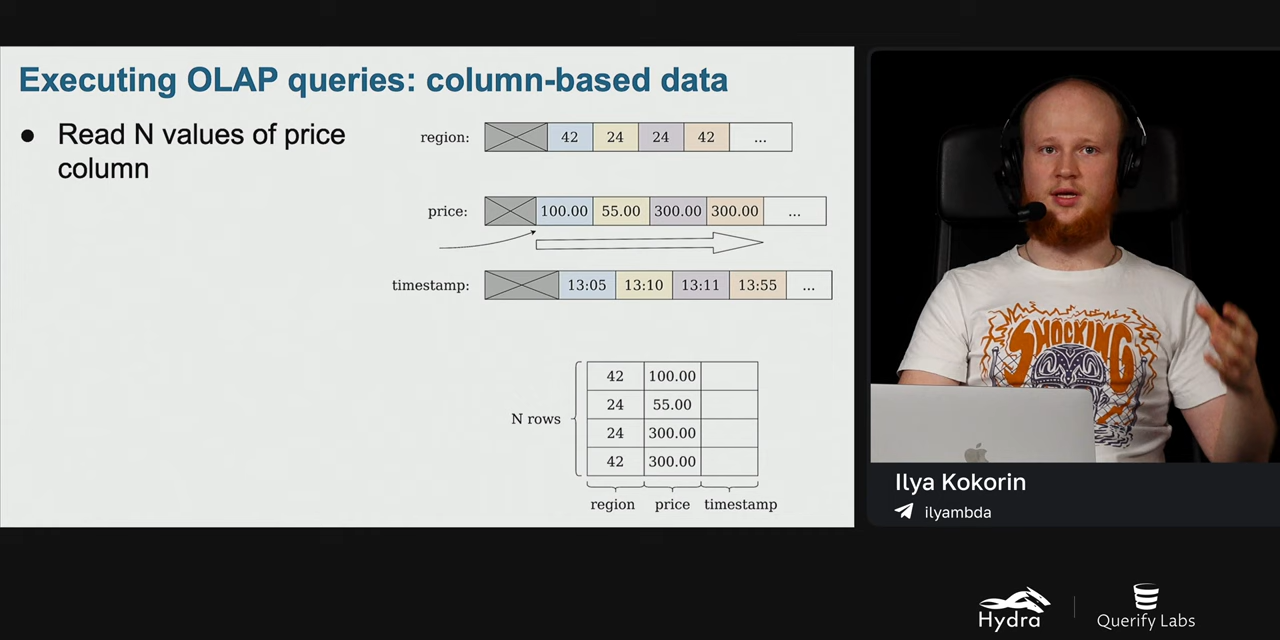 Executing OLAP queries: column-based data
● Read N values of price
column
region: 42 24 24 42 ...
price: 100.00 55.00 300.00 300.00 ...
timestamp: 13:05 13:10 13:11 13:55 ...
42 100.00
24 55.00
N rows
24 300.00
42 300.00
region price timestamp
SHOCKING
Ilya Kokorin
ilyambda
Hydra
Querify Labs